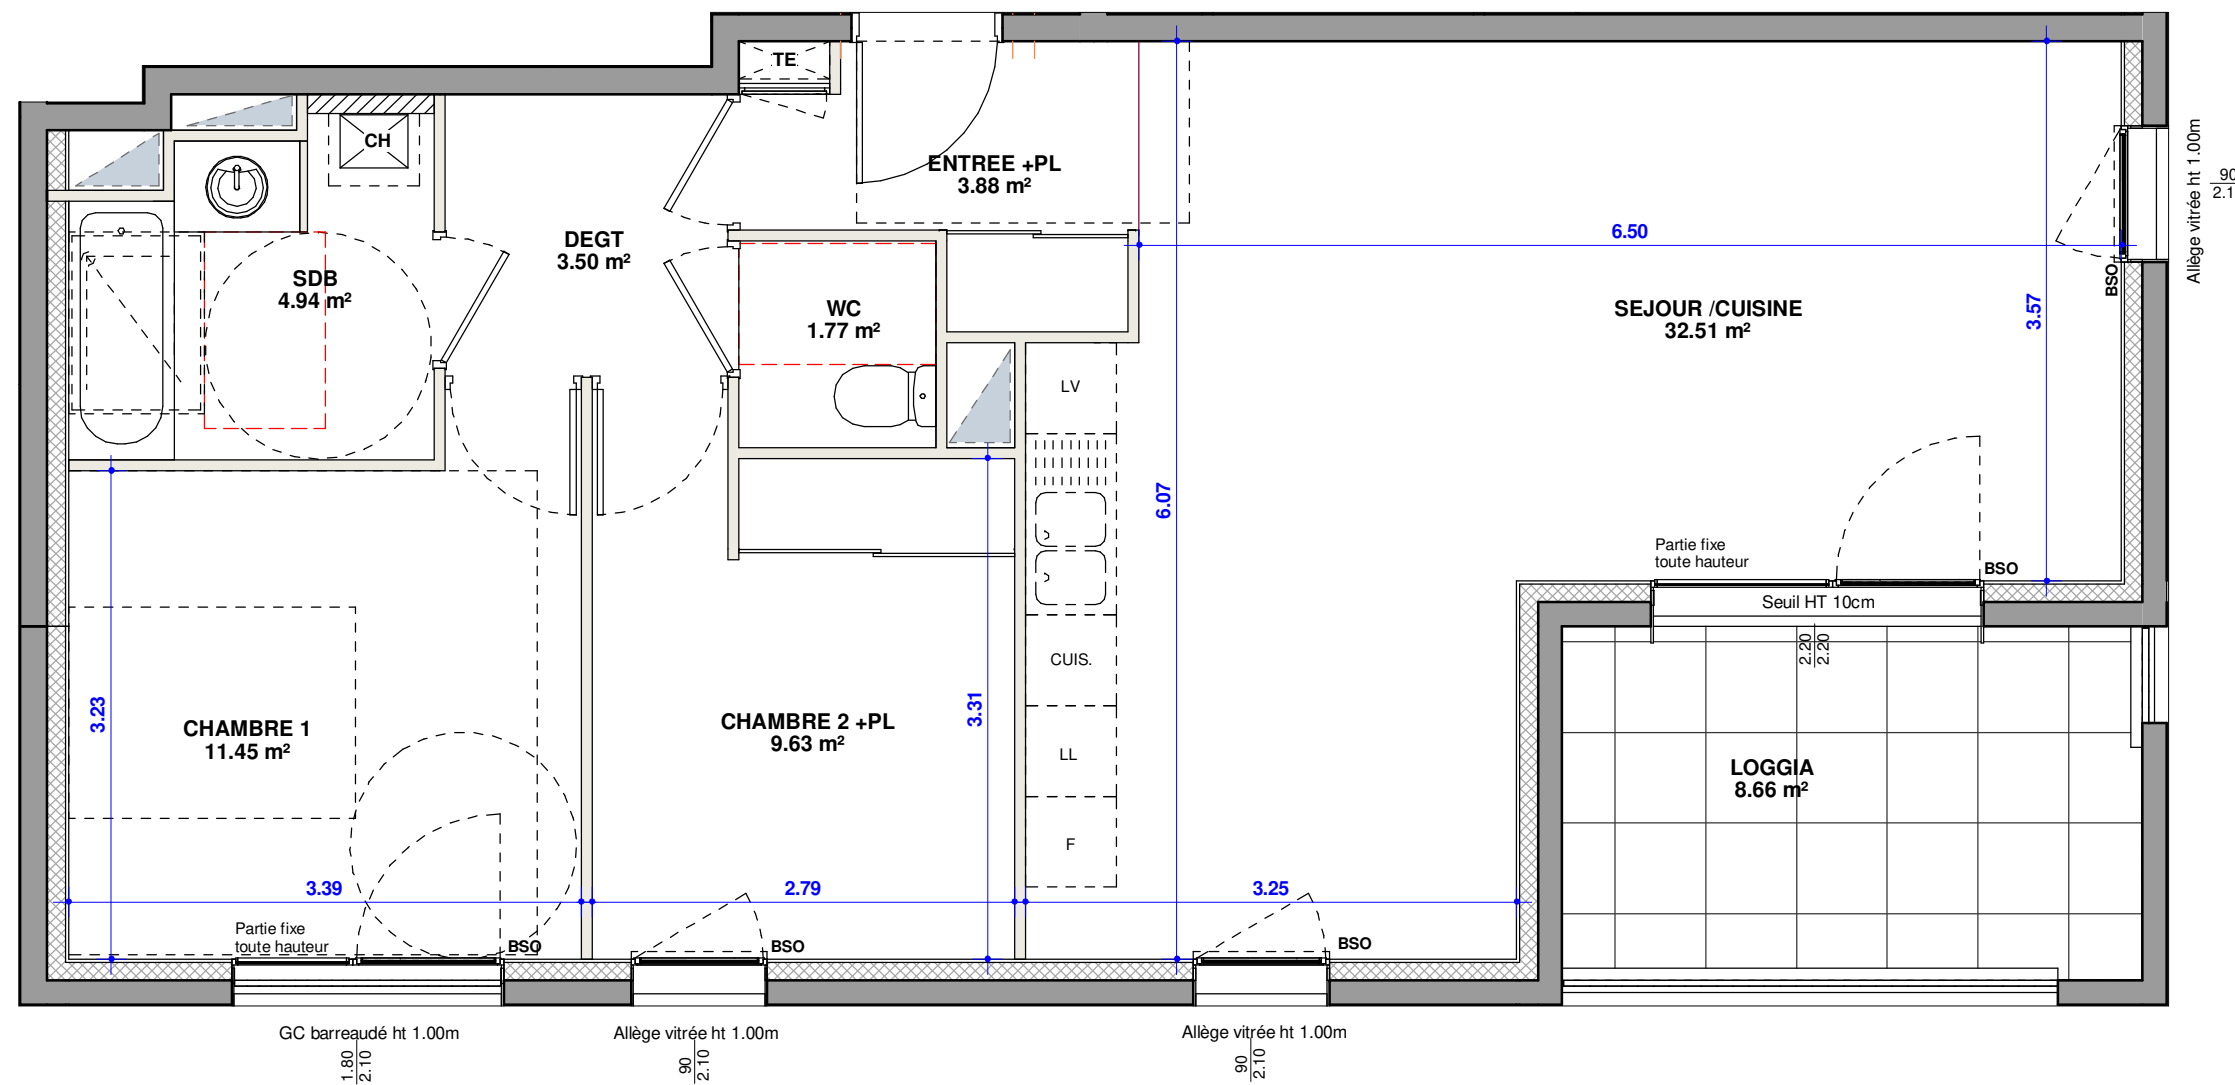 TE
CH
ENTREE +PL
3.88 m²
DEGT
3.50 m²
SDB
4.94 m²
WC
1.77 m²
6.50
SEJOUR /CUISINE
32.51 m²
3.57
BSO
Allège vitrée ht 1.00m
90
2.1
LV
6.07
Partie fixe
toute hauteur
BSO
Seuil HT 10cm
2.20
2.20
CUIS.
LL
F
3.23
CHAMBRE 1
11.45 m²
CHAMBRE 2 +PL
9.63 m²
3.31
LOGGIA
8.66 m²
3.39
2.79
3.25
Partie fixe
toute hauteur
BSO
BSO
BSO
GC barreaudé ht 1.00m
1.80
2.10
Allège vitrée ht 1.00m
90
2.10
Allège vitrée ht 1.00m
90
2.10